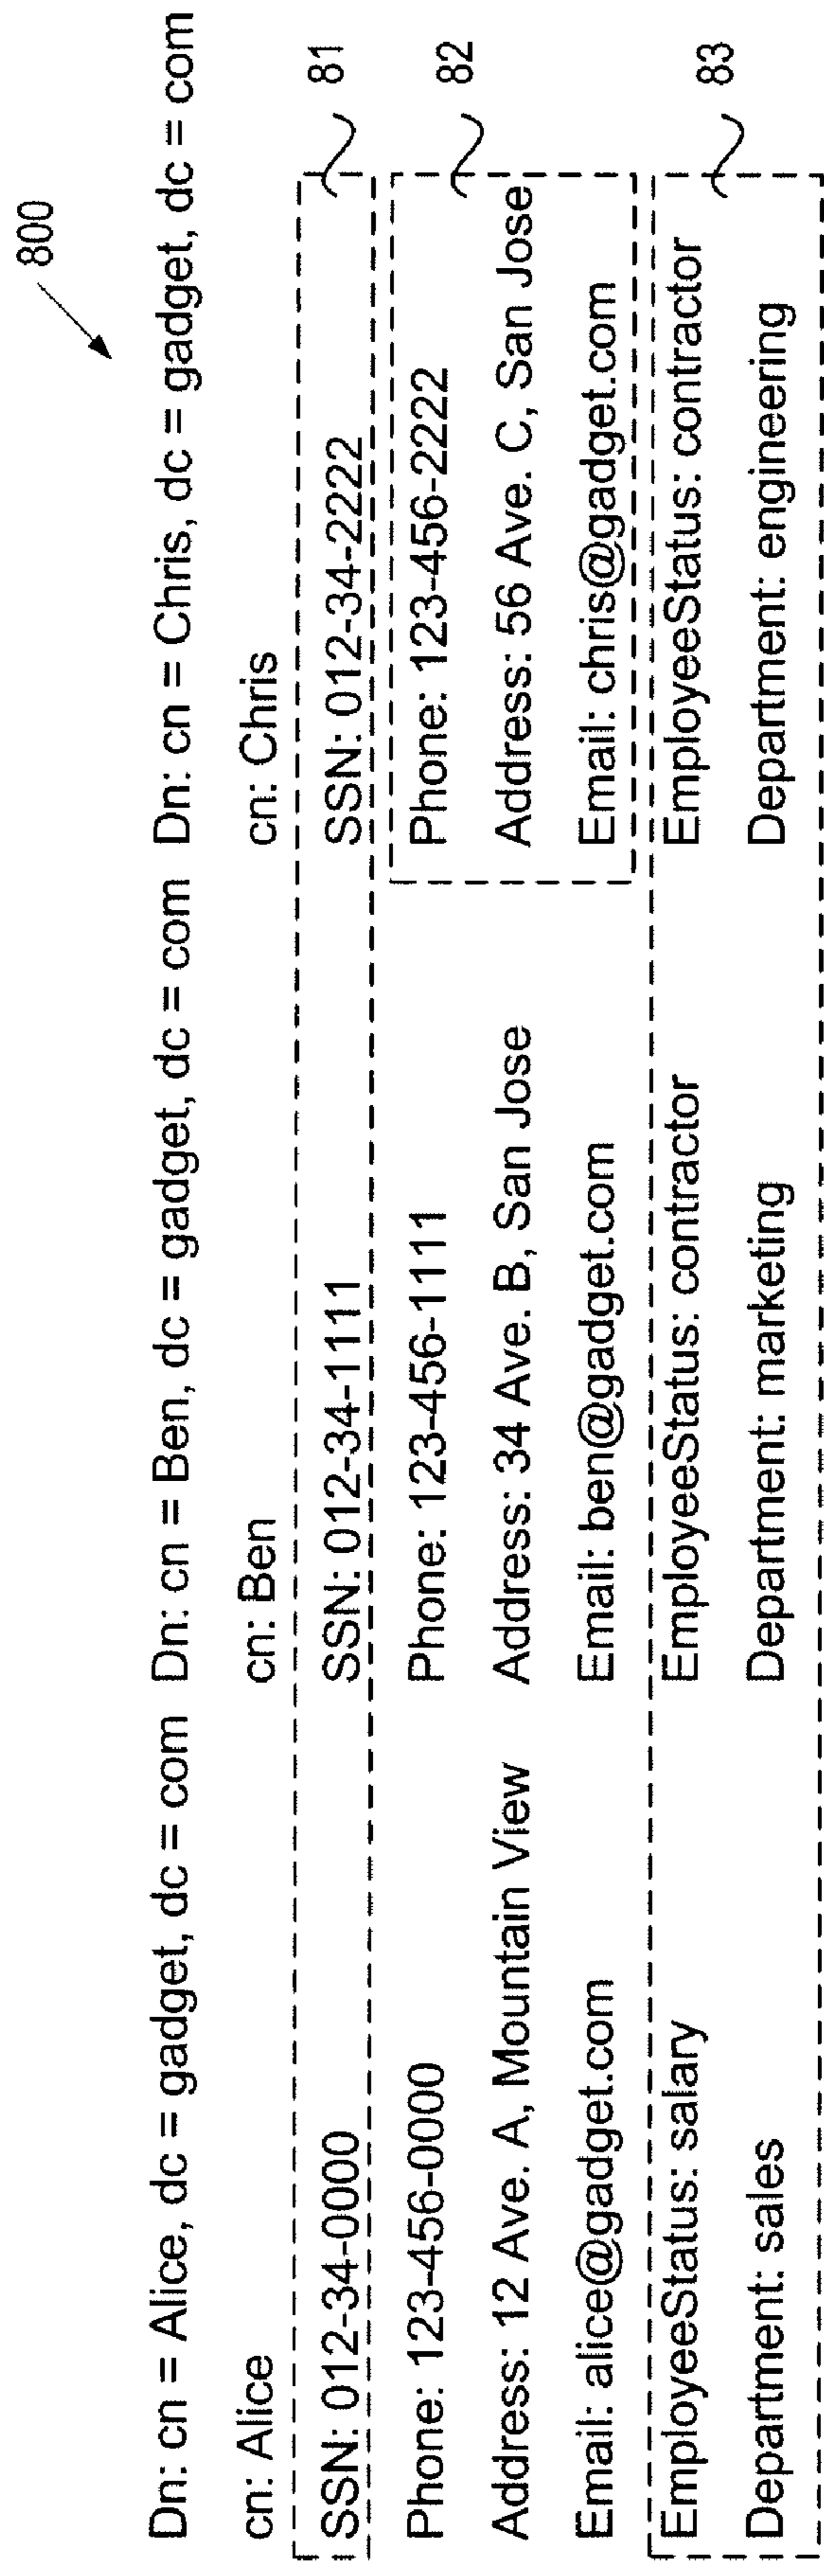 800
Dn: cn = Alice, dc = gadget, dc = com Dn: cn = Ben, dc = gadget, dc = com Dn: cn = Chris, dc = gadget, dc = com
cn: Alice cn: Ben cn: Chris
SSN: 012-34-0000 SSN: 012-34-1111 SSN: 012-34-2222 81
Phone: 123-456-0000 Phone: 123-456-1111 Phone: 123-456-2222 82
Address: 12 Ave. A, Mountain View Address: 34 Ave. B, San Jose Address: 56 Ave. C, San Jose
Email: alice@gadget.com Email: ben@gadget.com Email: chris@gadget.com
EmployeeStatus: salary EmployeeStatus: contractor EmployeeStatus: contractor 83
Department: sales Department: marketing Department: engineering